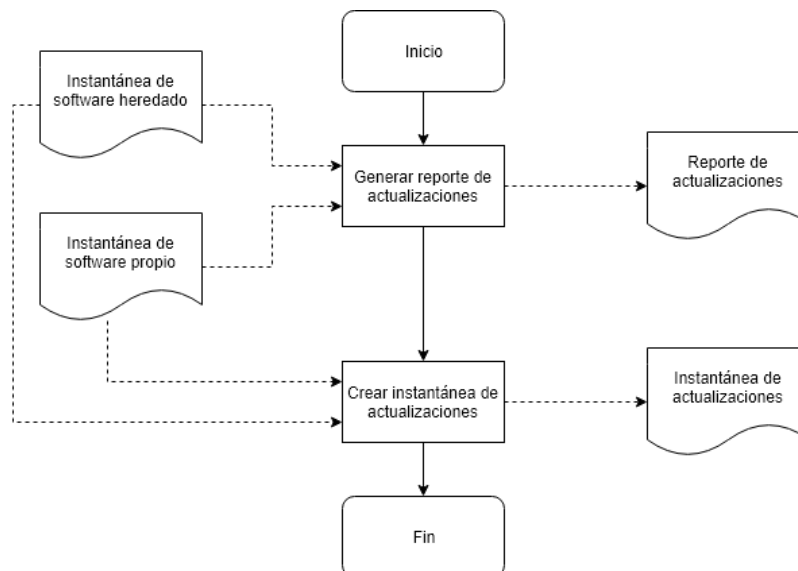 Inicio
Instantánea de
software heredado
Generar reporte de
actualizaciones
Reporte de
actualizaciones
Instantánea de
software propio
Crear instantánea de
actualizaciones
Instantánea de
actualizaciones
Fin